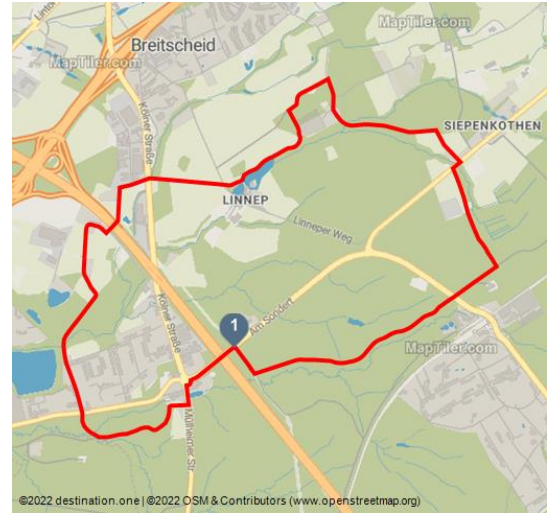 Lintor
Breitscheid
MapTiler.com
MapTiler.com
Kölner Straße
SIEPENKOTHEN
LINNEP
Linneper Weg
1
Am Sondert
Kölner Straße
MapTiler.com
Mülheimer Str
©2022 destination.one | ©2022 OSM & Contributors (www.openstreetmap.org)